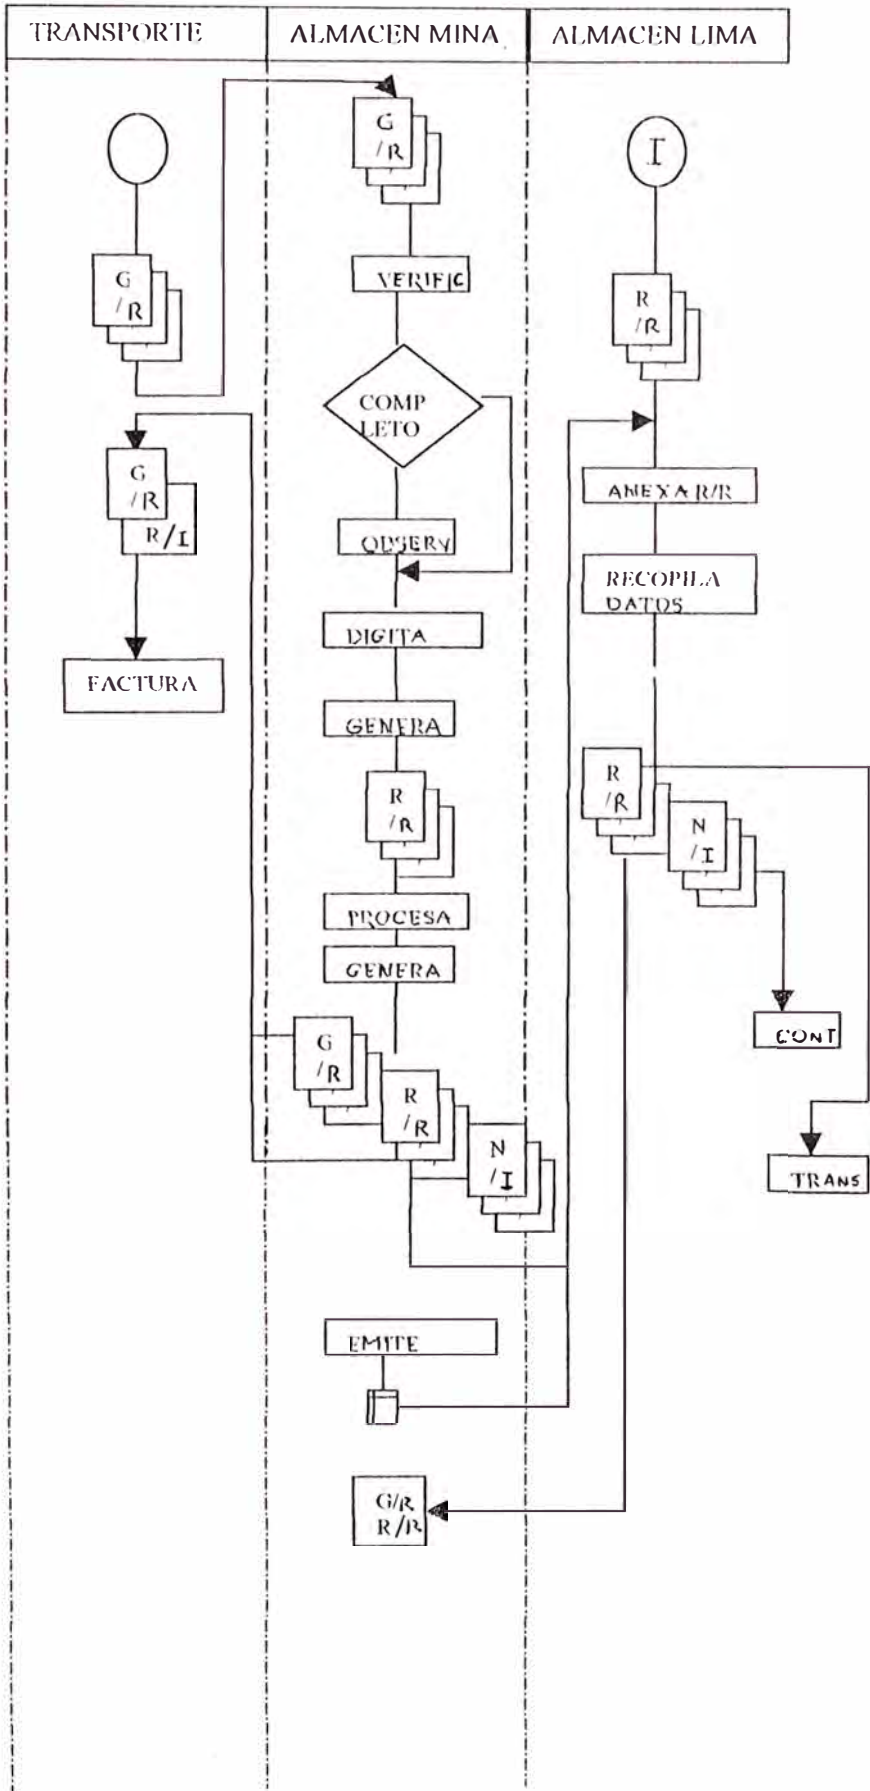 TRANSPORTE
ALMACEN MINA
ALMACEN LIMA
G
/R
FACTURA
G
/R
R/I
G
/R
VERIFIC
COMP
LETO
OBSERV
DIGITA
GENERA
R
/R
PROCESA
GENERA
G
/R
R
/R
N
/I
EMITE
G/R
R/R
I
R
/R
ANEXA R/R
RECOPILA
DATOS
R
/R
N
/I
CONT
TRANS